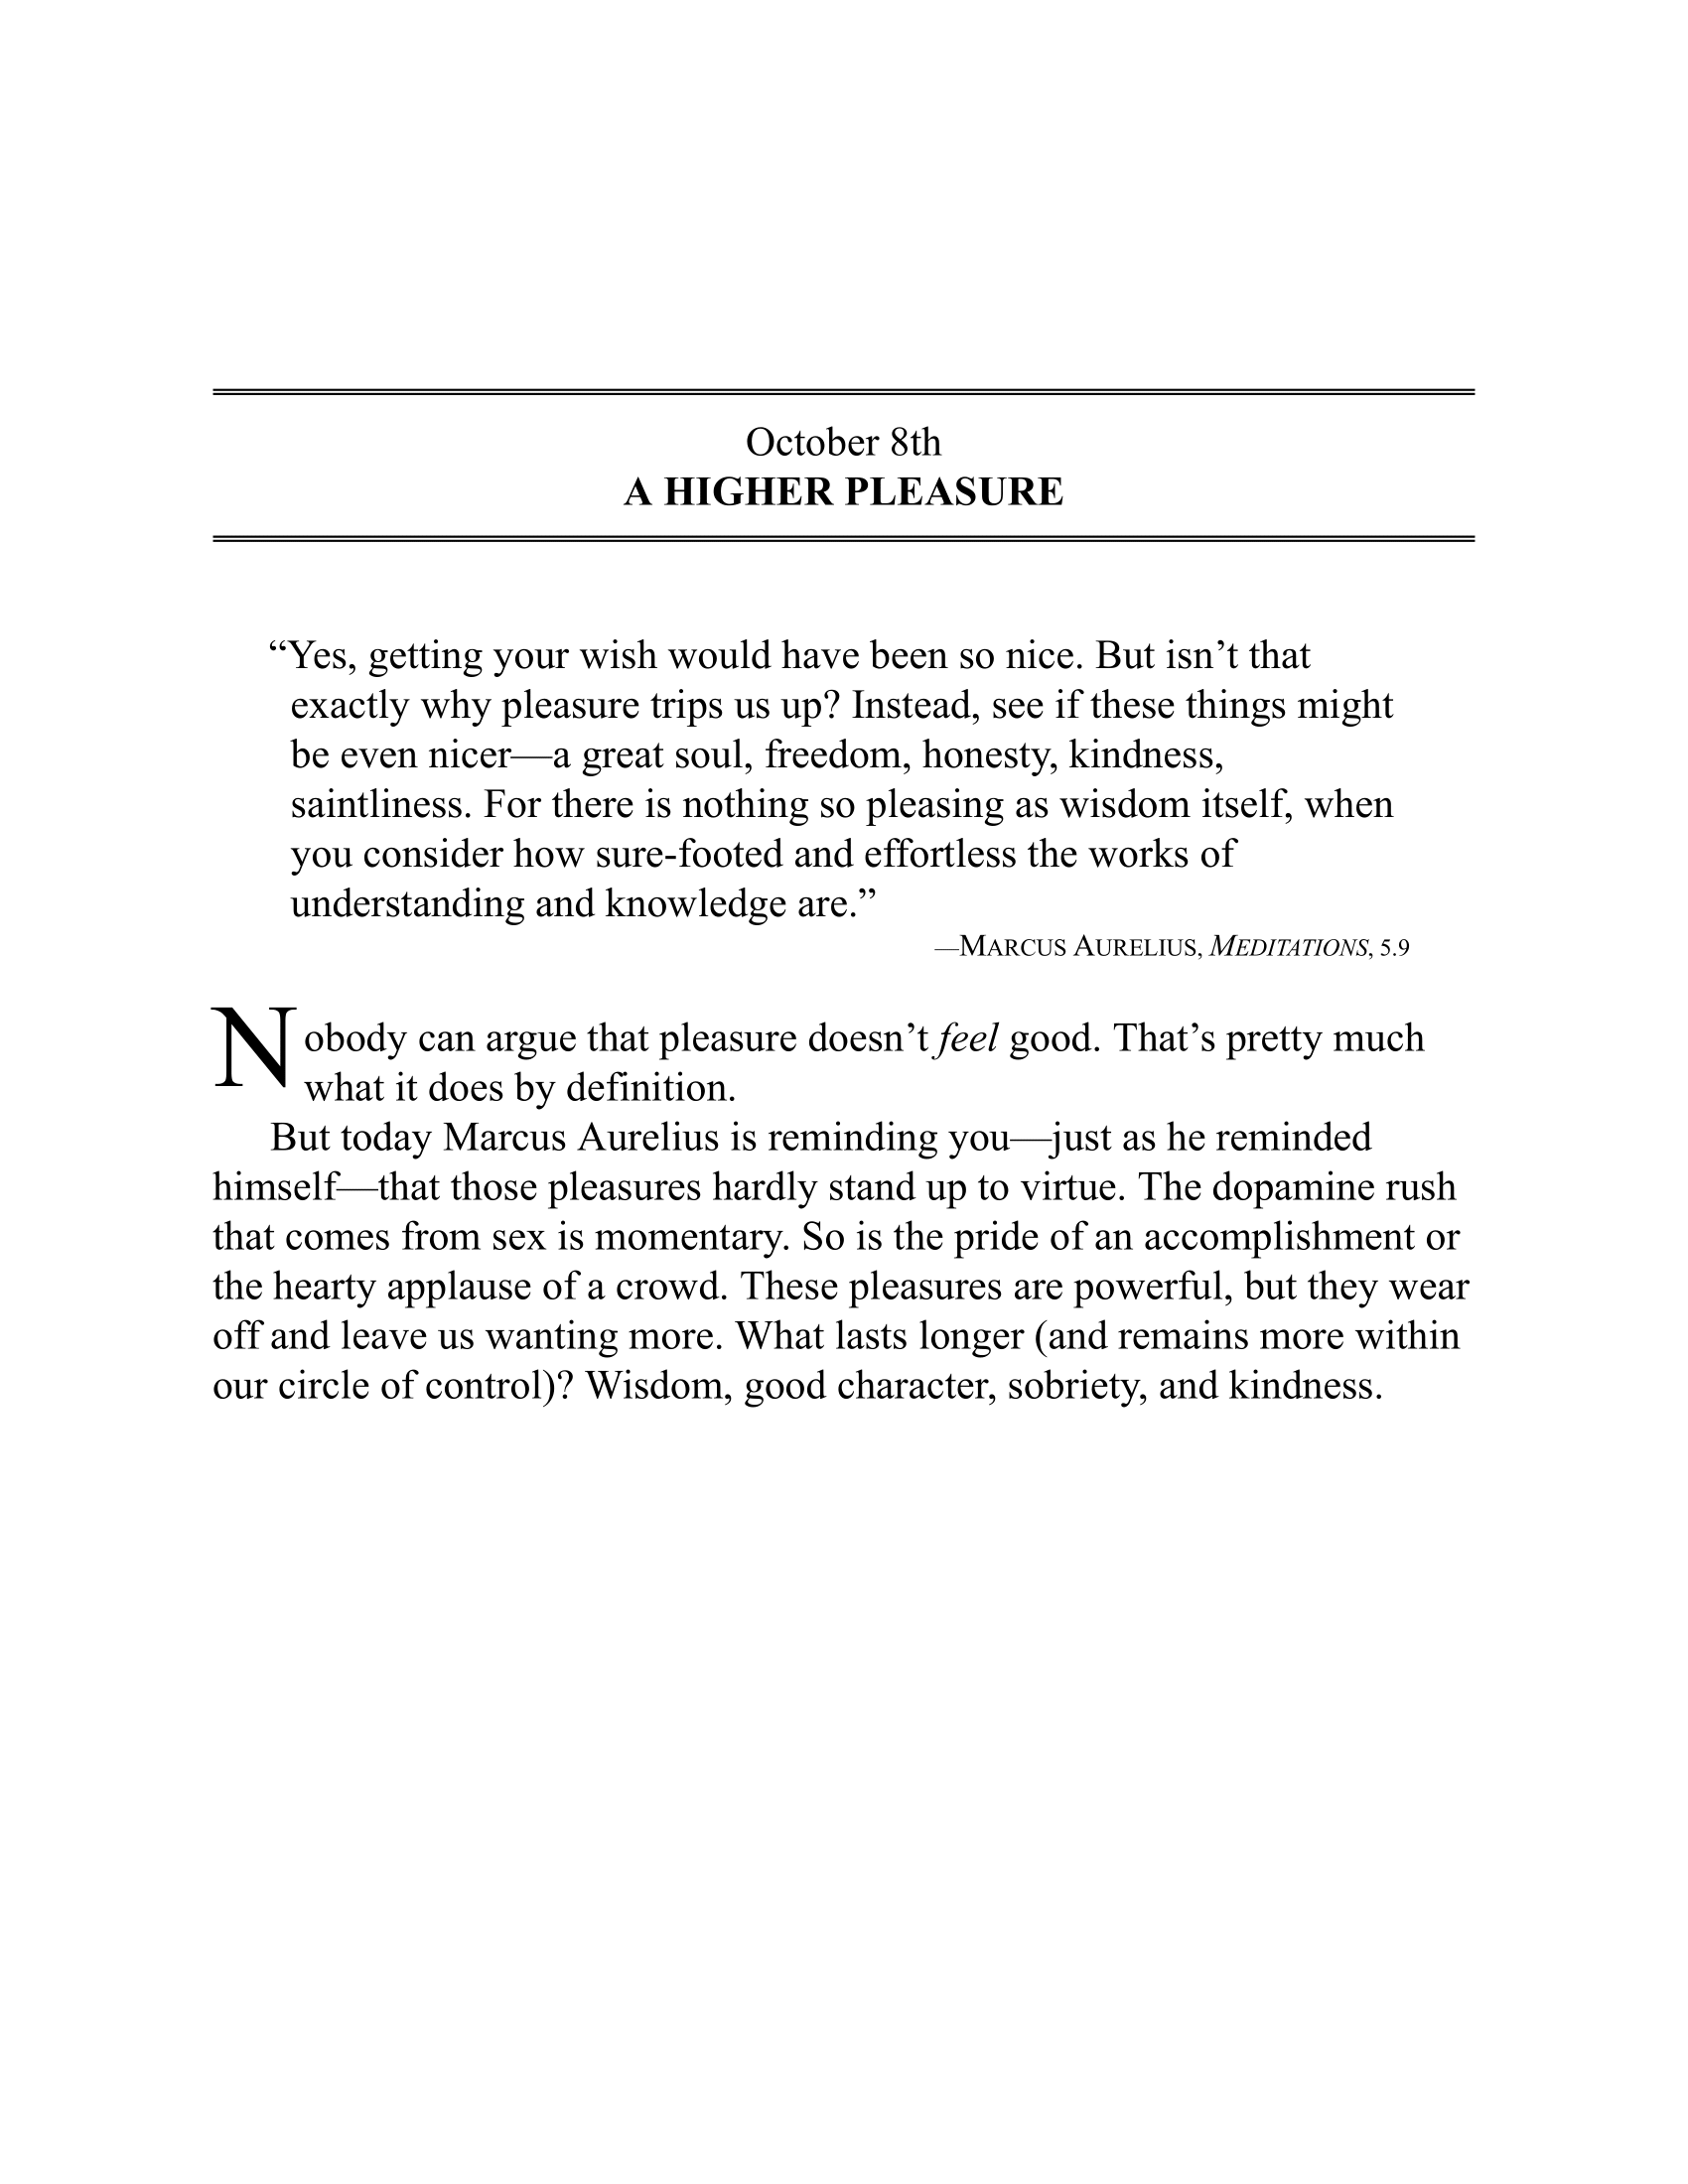 October 8th
A HIGHER PLEASURE
“Yes, getting your wish would have been so nice. But isn’t that
exactly why pleasure trips us up? Instead, see if these things might
be even nicer—a great soul, freedom, honesty, kindness,
saintliness. For there is nothing so pleasing as wisdom itself, when
you consider how sure-footed and effortless the works of
understanding and knowledge are.”
—MARCUS AURELIUS, MEDITATIONS, 5.9
Nobody can argue that pleasure doesn’t feel good. That’s pretty much
what it does by definition.
But today Marcus Aurelius is reminding you—just as he reminded
himself—that those pleasures hardly stand up to virtue. The dopamine rush
that comes from sex is momentary. So is the pride of an accomplishment or
the hearty applause of a crowd. These pleasures are powerful, but they wear
off and leave us wanting more. What lasts longer (and remains more within
our circle of control)? Wisdom, good character, sobriety, and kindness.